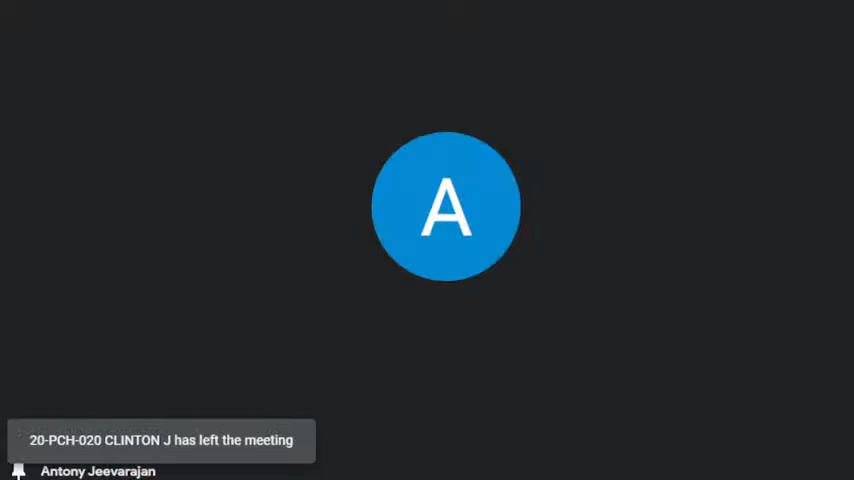 A
20-PCH-020 CLINTON J has left the meeting
Antony Jeevarajan